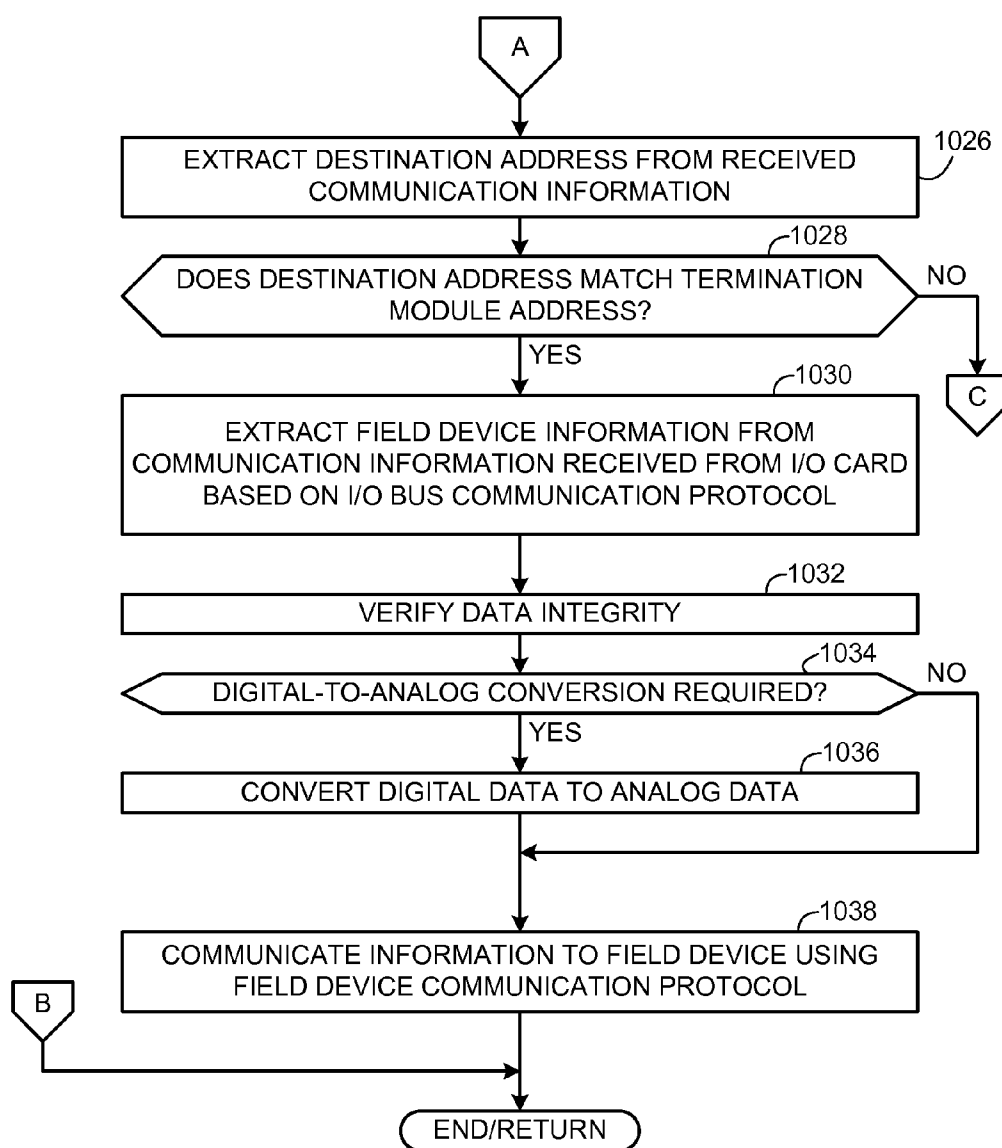 A
EXTRACT DESTINATION ADDRESS FROM RECEIVED
COMMUNICATION INFORMATION
1026
1028
DOES DESTINATION ADDRESS MATCH TERMINATION
MODULE ADDRESS?
NO
YES
C
1030
EXTRACT FIELD DEVICE INFORMATION FROM
COMMUNICATION INFORMATION RECEIVED FROM I/O CARD
BASED ON I/O BUS COMMUNICATION PROTOCOL
1032
VERIFY DATA INTEGRITY
1034
DIGITAL-TO-ANALOG CONVERSION REQUIRED?
NO
YES
1036
CONVERT DIGITAL DATA TO ANALOG DATA
1038
COMMUNICATE INFORMATION TO FIELD DEVICE USING
FIELD DEVICE COMMUNICATION PROTOCOL
B
END/RETURN